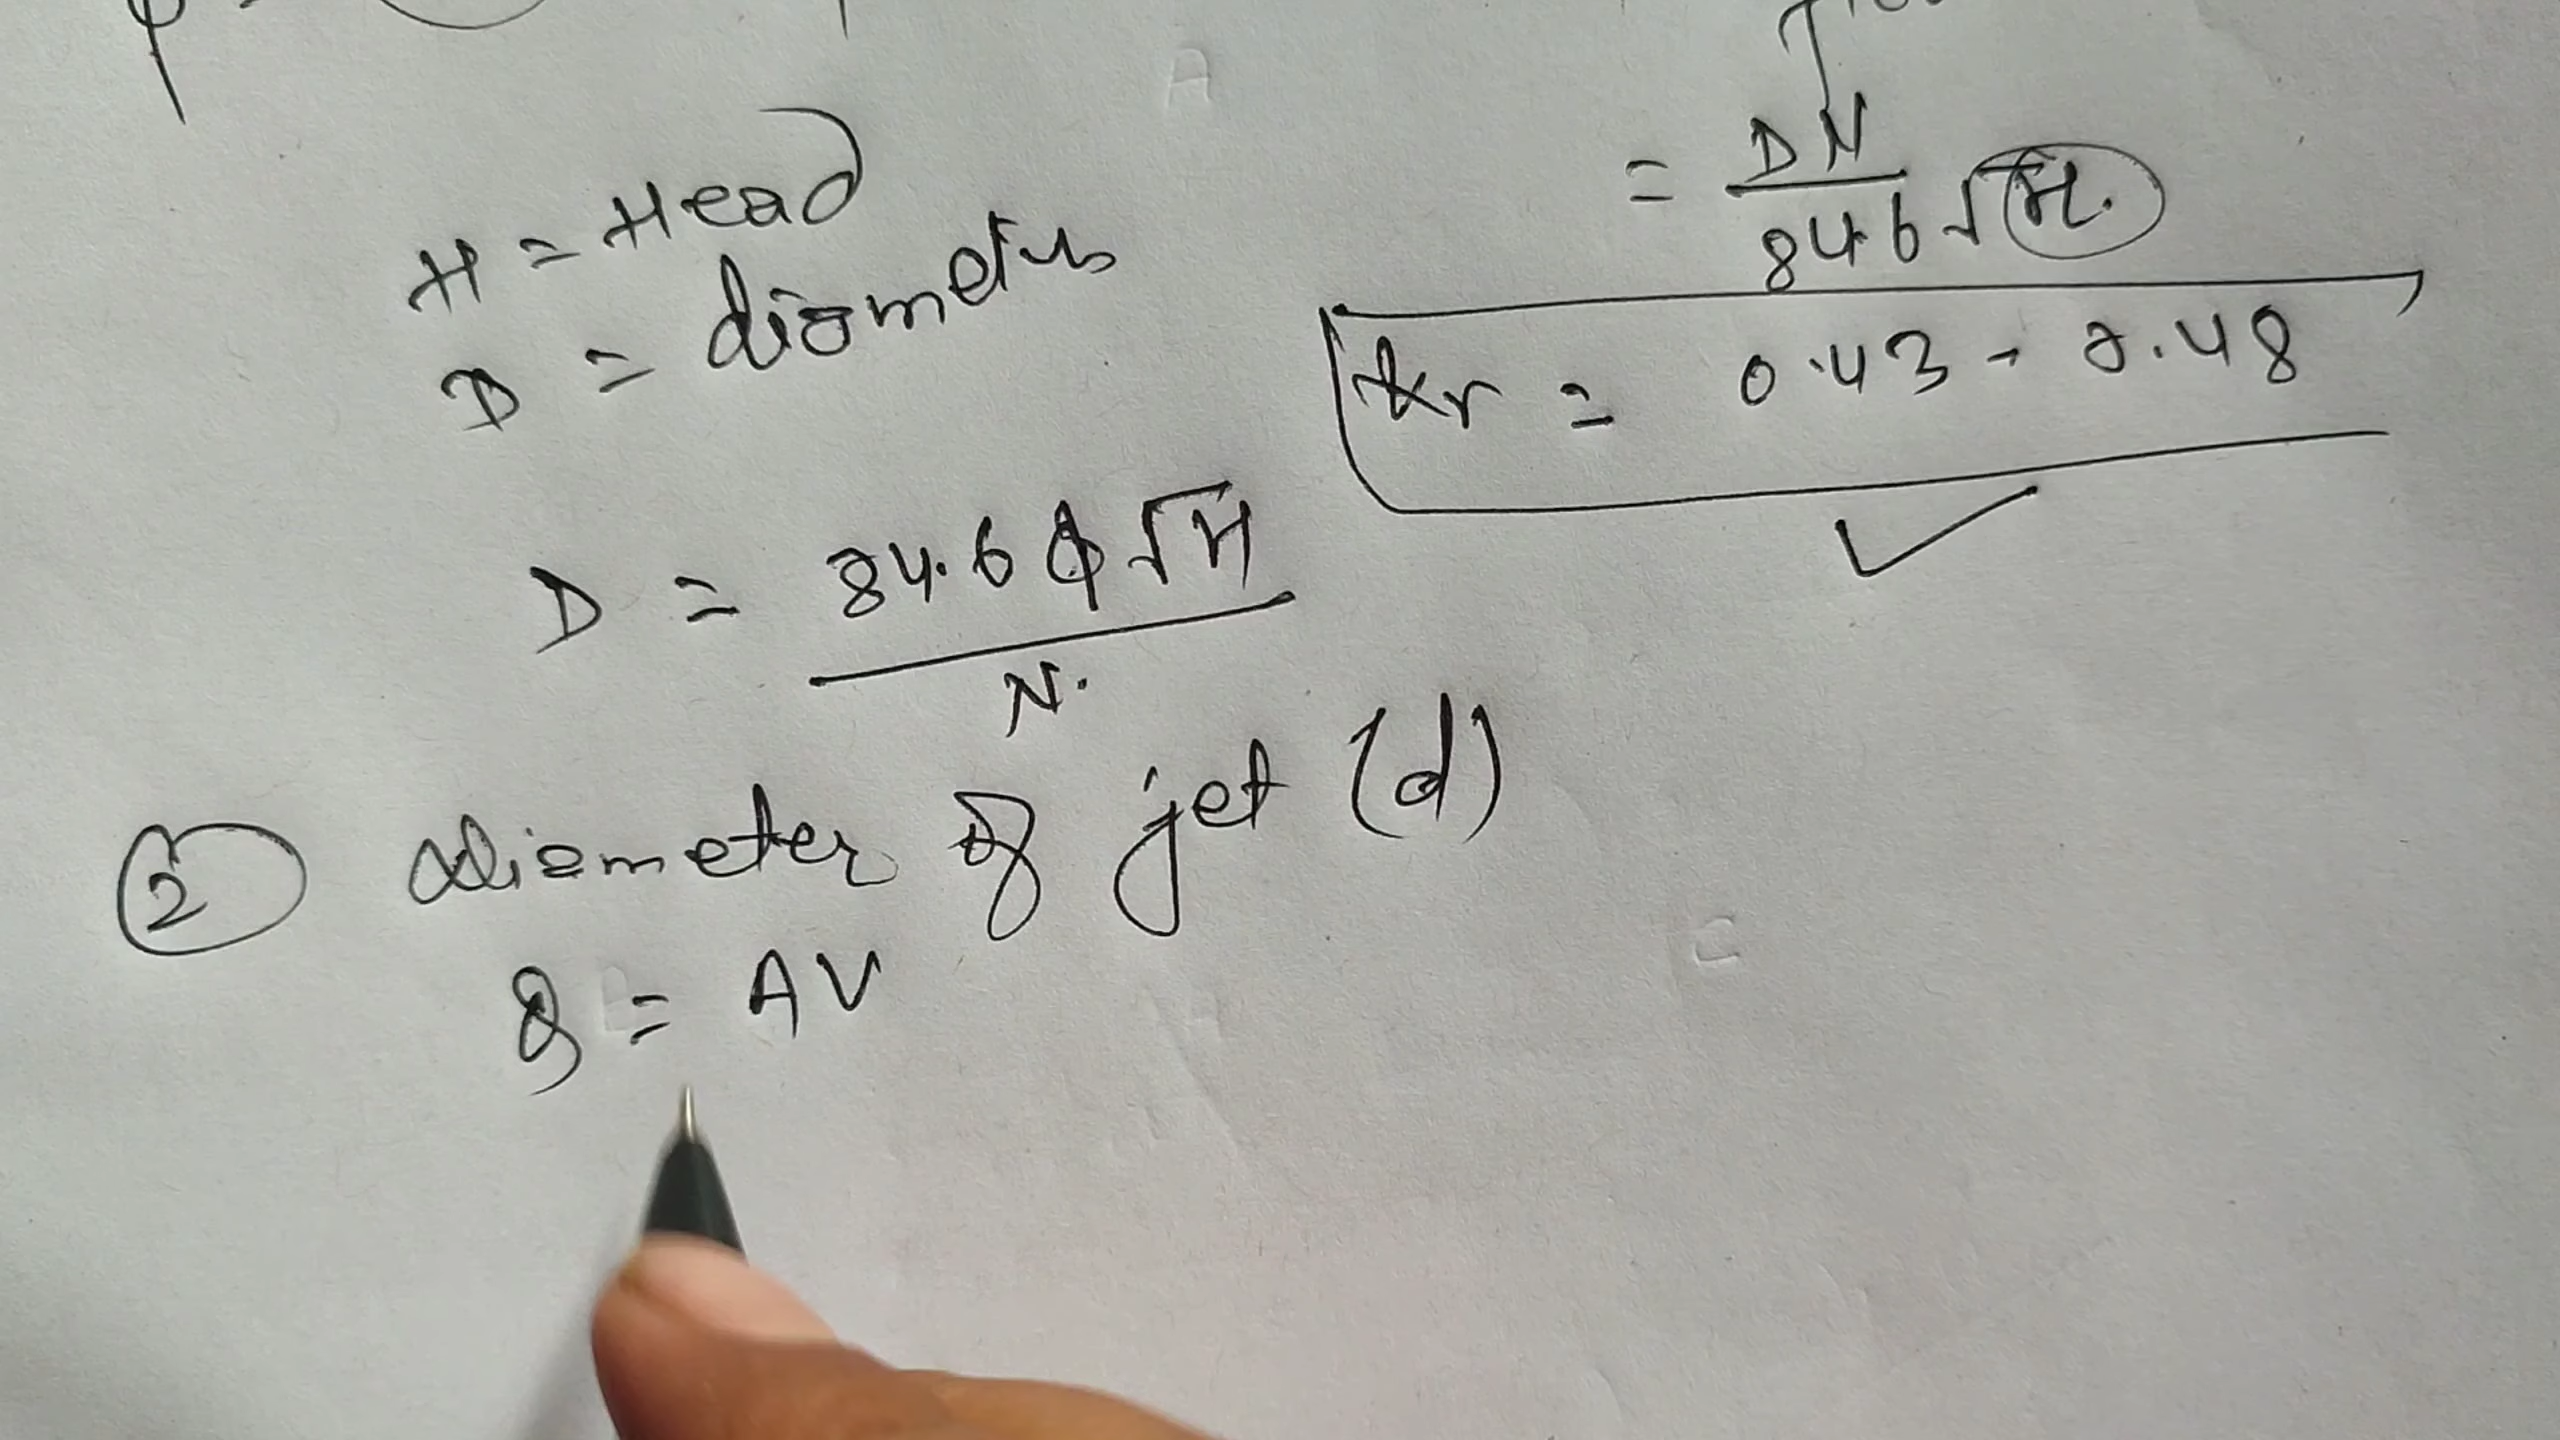 H = Head
D = diameter
= DN / 84.6 √H.
kr = 0.43 - 0.48
D = 84.6 ϕ √H / N.
② diameter of jet (d)
Q = AV